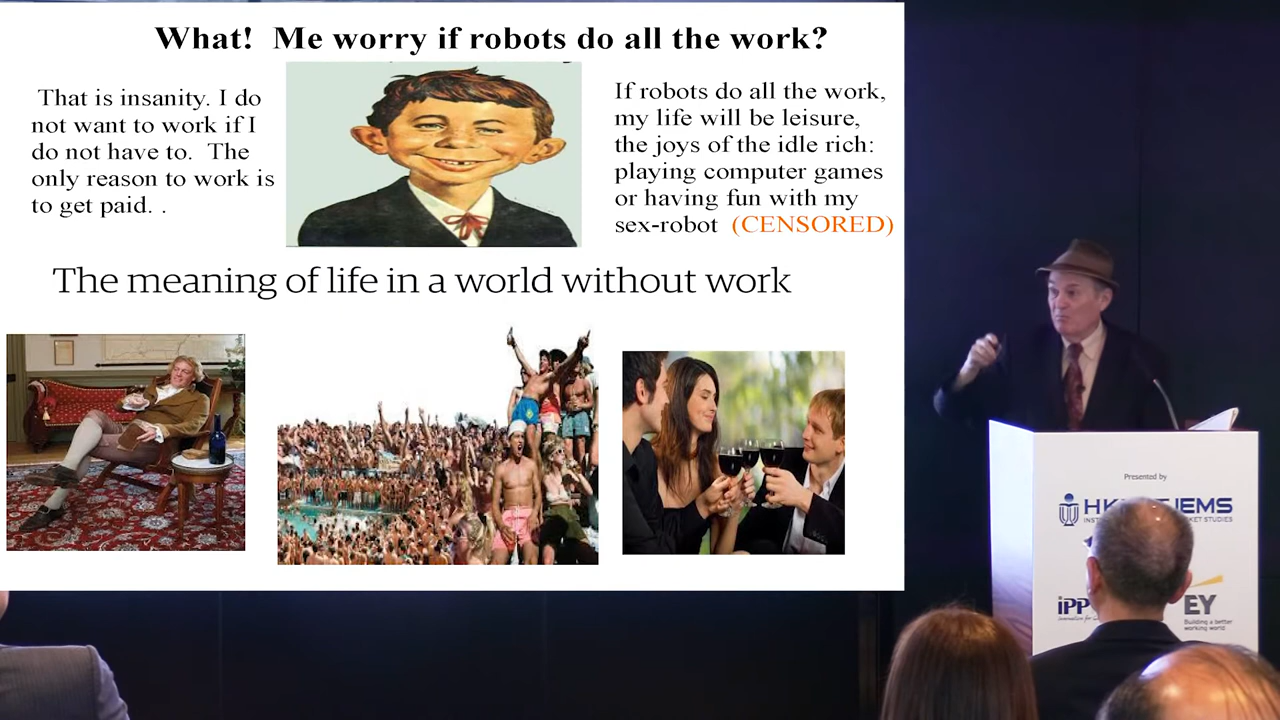 What! Me worry if robots do all the work?
That is insanity. I do
not want to work if I
do not have to. The
only reason to work is
to get paid. .
If robots do all the work,
my life will be leisure,
the joys of the idle rich:
playing computer games
or having fun with my
sex-robot (CENSORED)
The meaning of life in a world without work
Presented by
EMS
EY
Building a better
working world